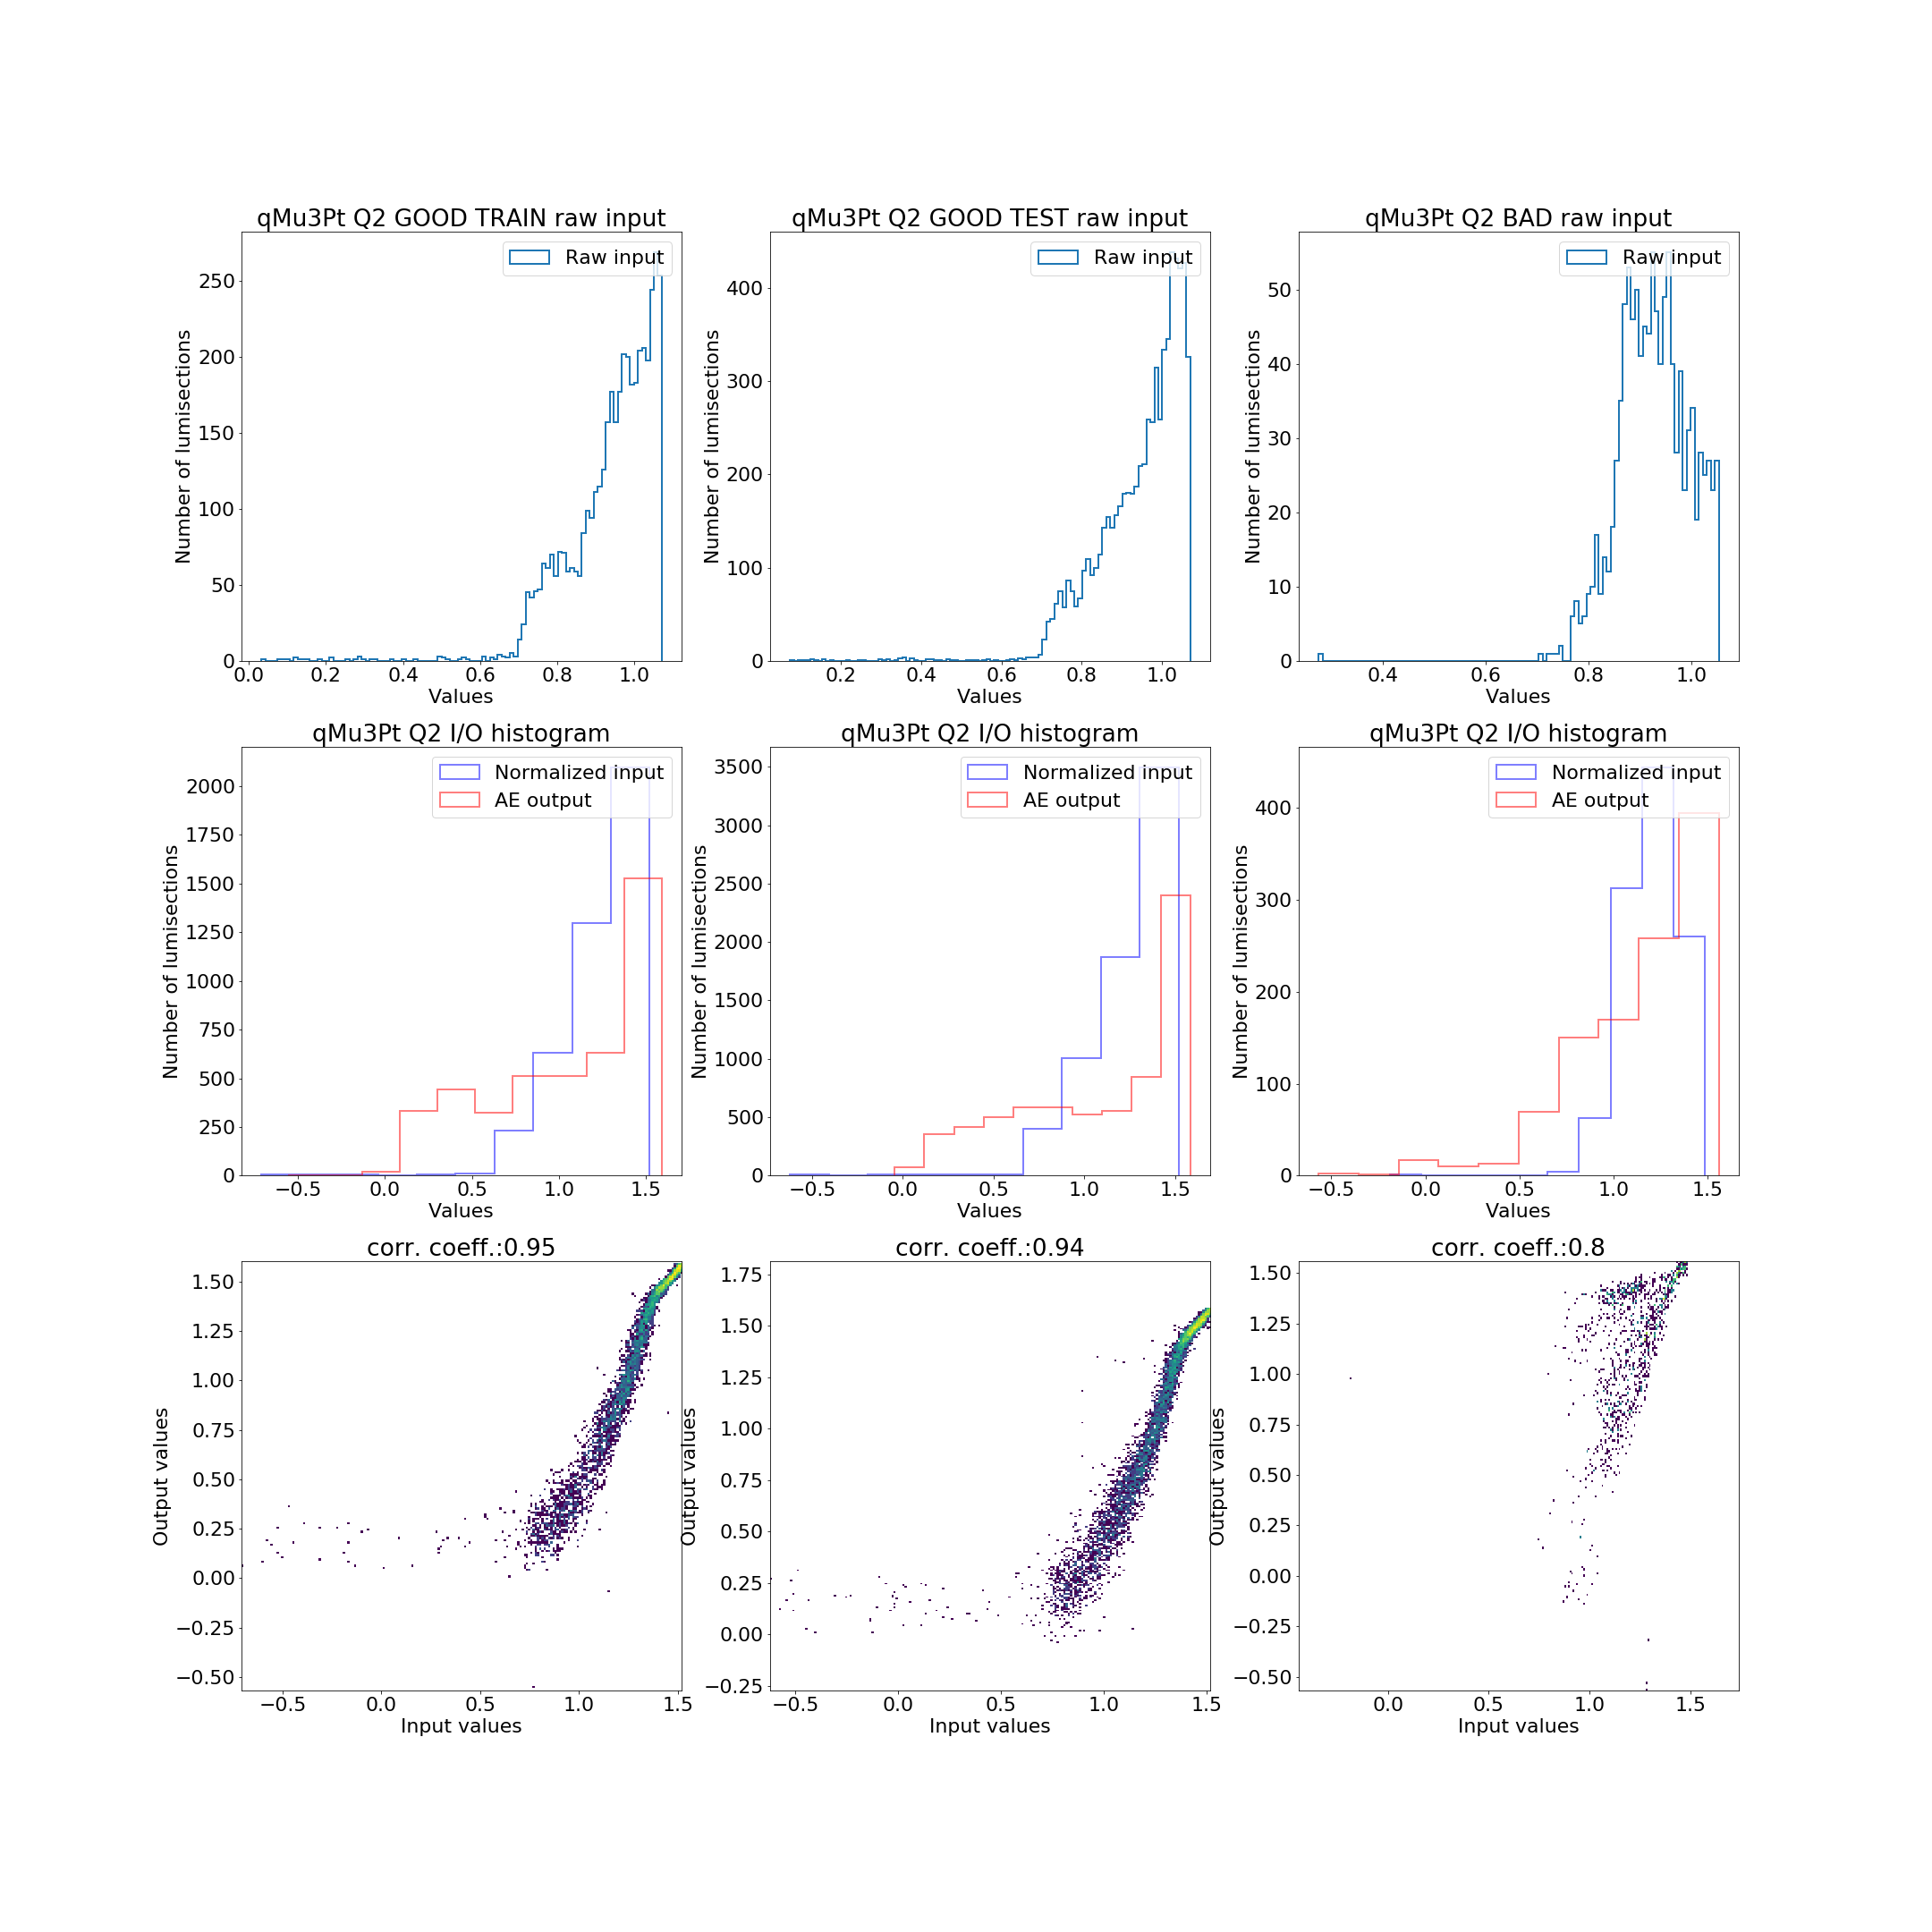 qMu3Pt Q2 GOOD TRAIN raw input
Raw input
Number of lumisections
250
200
150
100
50
0
0.0 0.2 0.4 0.6 0.8 1.0
Values
qMu3Pt Q2 GOOD TEST raw input
Raw input
Number of lumisections
400
300
200
100
0
0.2 0.4 0.6 0.8 1.0
Values
qMu3Pt Q2 BAD raw input
Raw input
Number of lumisections
50
40
30
20
10
0
0.4 0.6 0.8 1.0
Values
qMu3Pt Q2 I/O histogram
Normalized input
AE output
Number of lumisections
2000
1750
1500
1250
1000
750
500
250
0
−0.5 0.0 0.5 1.0 1.5
Values
qMu3Pt Q2 I/O histogram
Normalized input
AE output
Number of lumisections
3500
3000
2500
2000
1500
1000
500
0
−0.5 0.0 0.5 1.0 1.5
Values
qMu3Pt Q2 I/O histogram
Normalized input
AE output
Number of lumisections
400
300
200
100
0
−0.5 0.0 0.5 1.0 1.5
Values
corr. coeff.:0.95
Output values
1.50
1.25
1.00
0.75
0.50
0.25
0.00
−0.25
−0.50
−0.5 0.0 0.5 1.0 1.5
Input values
corr. coeff.:0.94
Output values
1.75
1.50
1.25
1.00
0.75
0.50
0.25
0.00
−0.25
−0.5 0.0 0.5 1.0 1.5
Input values
corr. coeff.:0.8
Output values
1.50
1.25
1.00
0.75
0.50
0.25
0.00
−0.25
−0.50
0.0 0.5 1.0 1.5
Input values